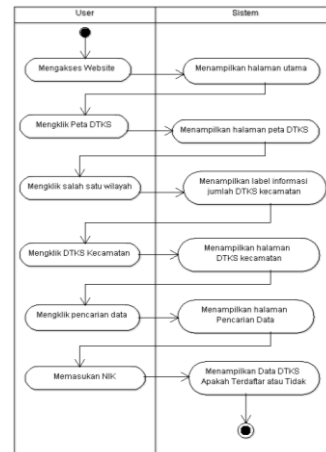 User
Sistem
Mengakses Website
Menampilkan halaman utama
Mengklik Peta DTKS
Menampilkan halaman peta DTKS
Mengklik salah satu wilayah
Menampilkan label informasi
jumlah DTKS kecamatan
Mengklik DTKS Kecamatan
Menampilkan halaman
DTKS kecamatan
Mengklik pencarian data
Menampilkan halaman
Pencarian Data
Memasukan NIK
Menampilkan Data DTKS
Apakah Terdaftar atau Tidak